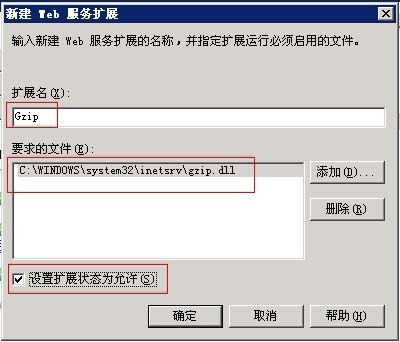 新建 Web 服务扩展
输入新建 Web 服务扩展的名称,并指定扩展运行必须启用的文件。
扩展名(X):
Gzip
要求的文件(E):
C:\WINDOWS\system32\inetsrv\gzip.dll
添加(D)...
删除(R)
设置扩展状态为允许(S)
确定
取消
帮助(H)